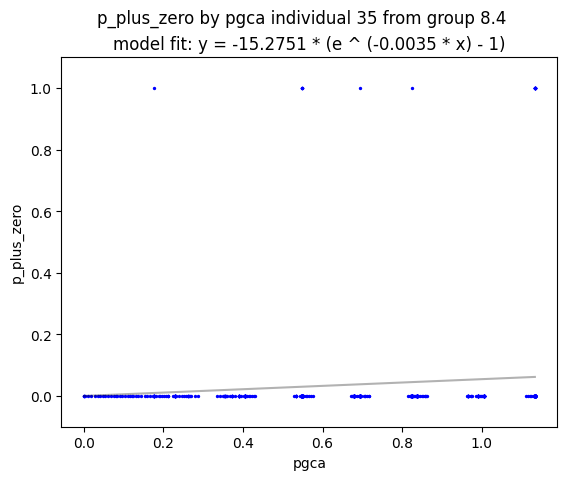 p_plus_zero by pgca individual 35 from group 8.4
model fit: y = -15.2751 * (e ^ (-0.0035 * x) - 1)
p_plus_zero
1.0
0.8
0.6
0.4
0.2
0.0
0.0 0.2 0.4 0.6 0.8 1.0
pgca